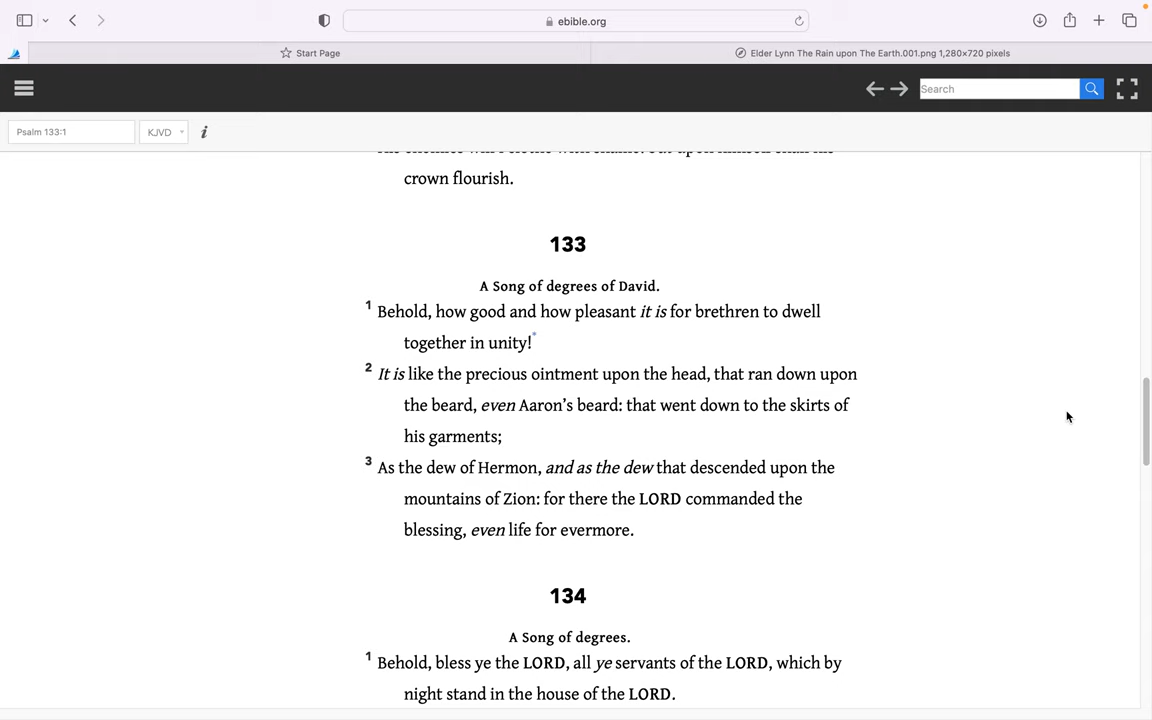 ebible.org
Start Page
Elder Lynn The Rain upon The Earth.001.png 1,280×720 pixels
Search
Psalm 133:1
KJVD
i
crown flourish.
133
A Song of degrees of David.
1 Behold, how good and how pleasant it is for brethren to dwell
together in unity!*
2 It is like the precious ointment upon the head, that ran down upon
the beard, even Aaron’s beard: that went down to the skirts of
his garments;
3 As the dew of Hermon, and as the dew that descended upon the
mountains of Zion: for there the LORD commanded the
blessing, even life for evermore.
134
A Song of degrees.
1 Behold, bless ye the LORD, all ye servants of the LORD, which by
night stand in the house of the LORD.